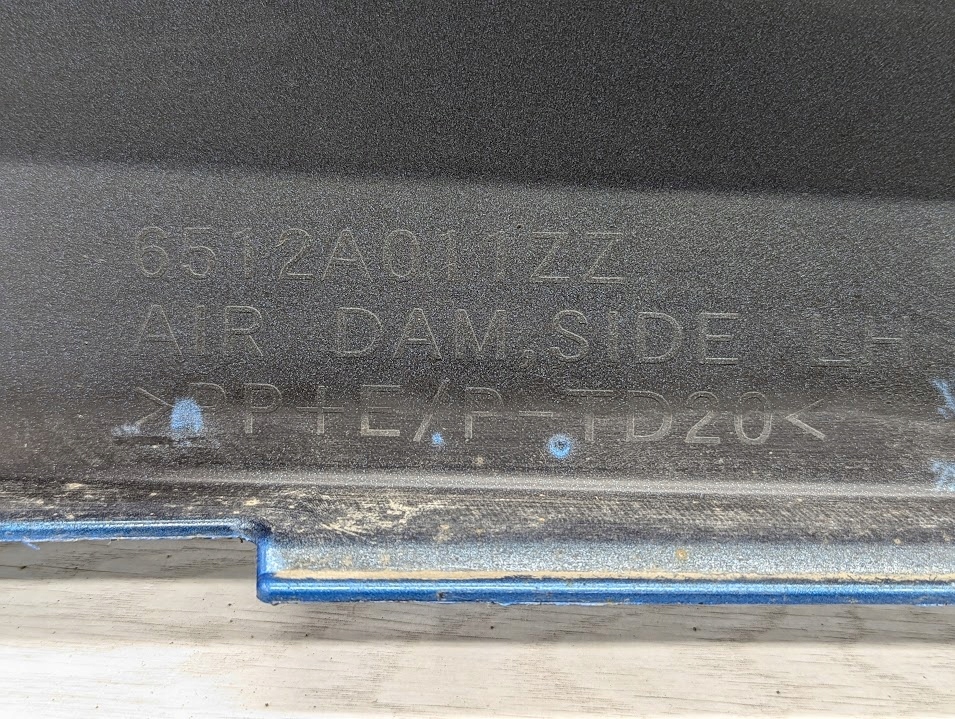 6512A011ZZ
AIR DAM,SIDE LH
>PP+E/P-TD20<